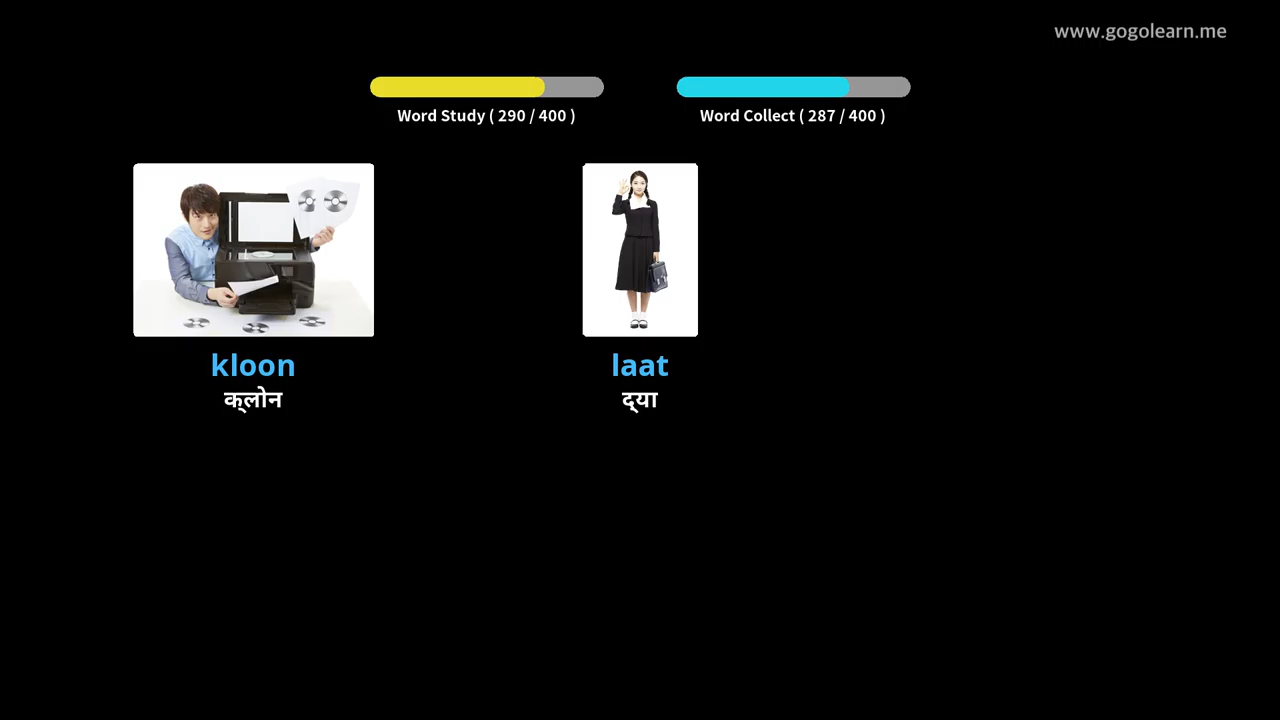 www.gogolearn.me
Word Study ( 290 / 400 )
Word Collect ( 287 / 400 )
kloon
क्लोन
laat
द्या